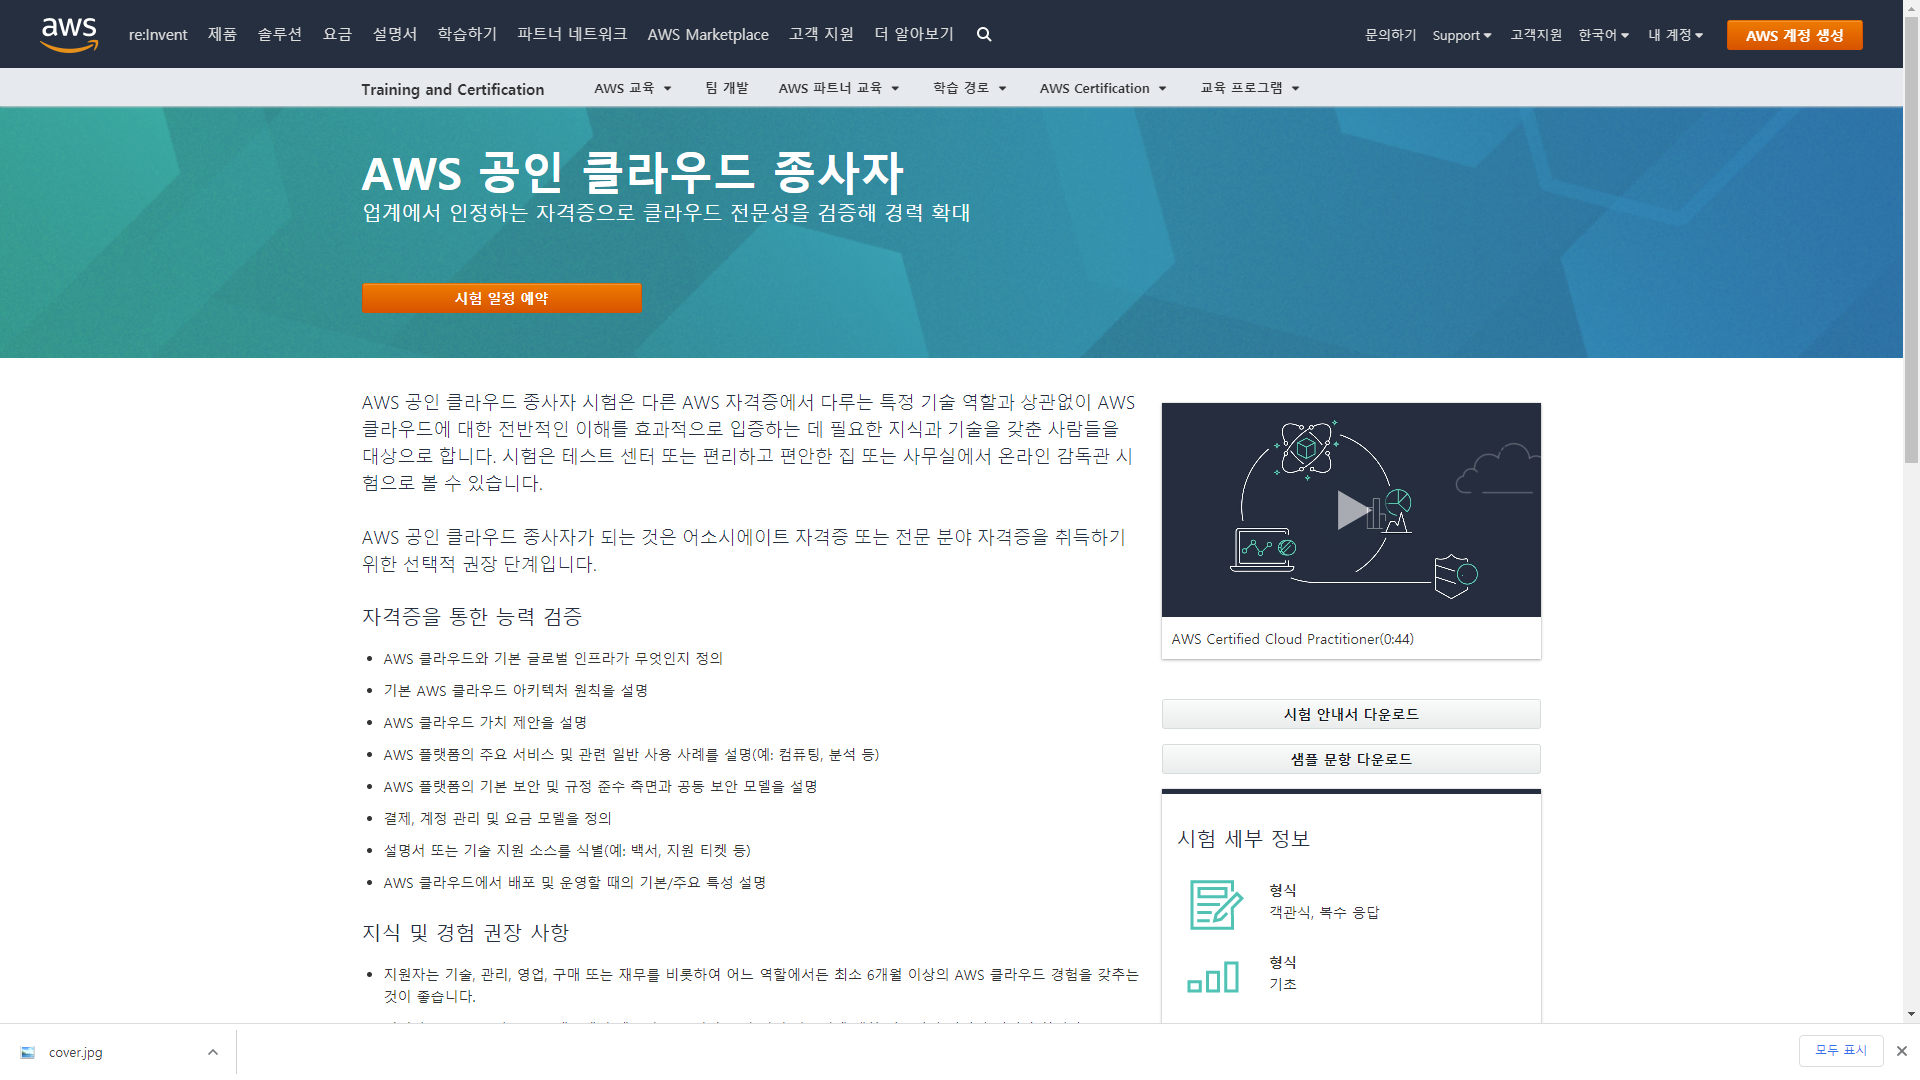 aws
re:Invent 제품 솔루션 요금 설명서 학습하기 파트너 네트워크 AWS Marketplace 고객 지원 더 알아보기
문의하기 Support 고객지원 한국어 내 계정 AWS 계정 생성
Training and Certification AWS 교육 팀 개발 AWS 파트너 교육 학습 경로 AWS Certification 교육 프로그램
AWS 공인 클라우드 종사자
업계에서 인정하는 자격증으로 클라우드 전문성을 검증해 경력 확대
시험 일정 예약
AWS 공인 클라우드 종사자 시험은 다른 AWS 자격증에서 다루는 특정 기술 역할과 상관없이 AWS
클라우드에 대한 전반적인 이해를 효과적으로 입증하는 데 필요한 지식과 기술을 갖춘 사람들을
대상으로 합니다. 시험은 테스트 센터 또는 편리하고 편안한 집 또는 사무실에서 온라인 감독관 시
험으로 볼 수 있습니다.
AWS 공인 클라우드 종사자가 되는 것은 어소시에이트 자격증 또는 전문 분야 자격증을 취득하기
위한 선택적 권장 단계입니다.
자격증을 통한 능력 검증
AWS 클라우드와 기본 글로벌 인프라가 무엇인지 정의
기본 AWS 클라우드 아키텍처 원칙을 설명
AWS 클라우드 가치 제안을 설명
AWS 플랫폼의 주요 서비스 및 관련 일반 사용 사례를 설명(예: 컴퓨팅, 분석 등)
AWS 플랫폼의 기본 보안 및 규정 준수 측면과 공동 보안 모델을 설명
결제, 계정 관리 및 요금 모델을 정의
설명서 또는 기술 지원 소스를 식별(예: 백서, 지원 티켓 등)
AWS 클라우드에서 배포 및 운영할 때의 기본/주요 특성 설명
지식 및 경험 권장 사항
지원자는 기술, 관리, 영업, 구매 또는 재무를 비롯하여 어느 역할에서든 최소 6개월 이상의 AWS 클라우드 경험을 갖추는
것이 좋습니다.
AWS Certified Cloud Practitioner(0:44)
시험 안내서 다운로드
샘플 문항 다운로드
시험 세부 정보
형식
객관식, 복수 응답
형식
기초
cover.jpg
모두 표시